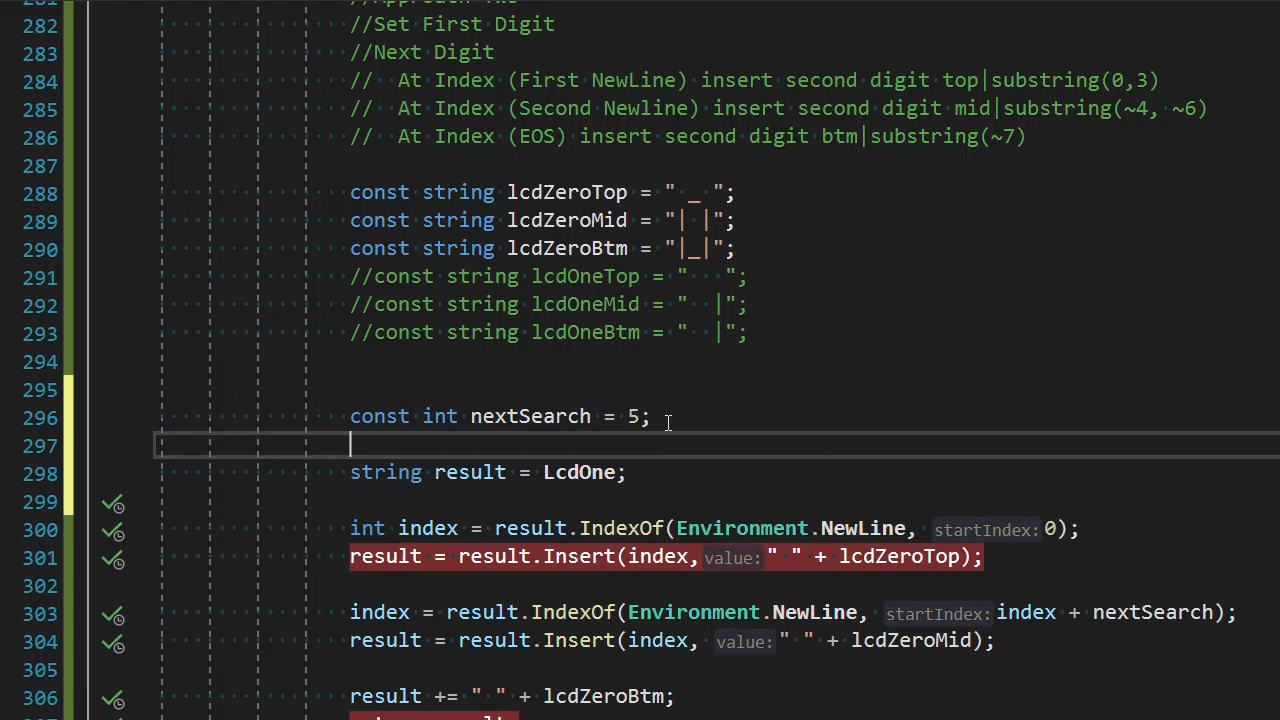 281 //Approach Two
282 //Set First Digit
283 //Next Digit
284 //  At Index (First NewLine) insert second digit top|substring(0,3)
285 //  At Index (Second Newline) insert second digit mid|substring(~4, ~6)
286 //  At Index (EOS) insert second digit btm|substring(~7)
287
288 const string lcdZeroTop = " _ ";
289 const string lcdZeroMid = "| |";
290 const string lcdZeroBtm = "|_|";
291 //const string lcdOneTop = "   ";
292 //const string lcdOneMid = "  |";
293 //const string lcdOneBtm = "  |";
294
295
296 const int nextSearch = 5;
297
298 string result = LcdOne;
299
300 int index = result.IndexOf(Environment.NewLine, startIndex: 0);
301 result = result.Insert(index, value: " " + lcdZeroTop);
302
303 index = result.IndexOf(Environment.NewLine, startIndex: index + nextSearch);
304 result = result.Insert(index, value: " " + lcdZeroMid);
305
306 result += " " + lcdZeroBtm;